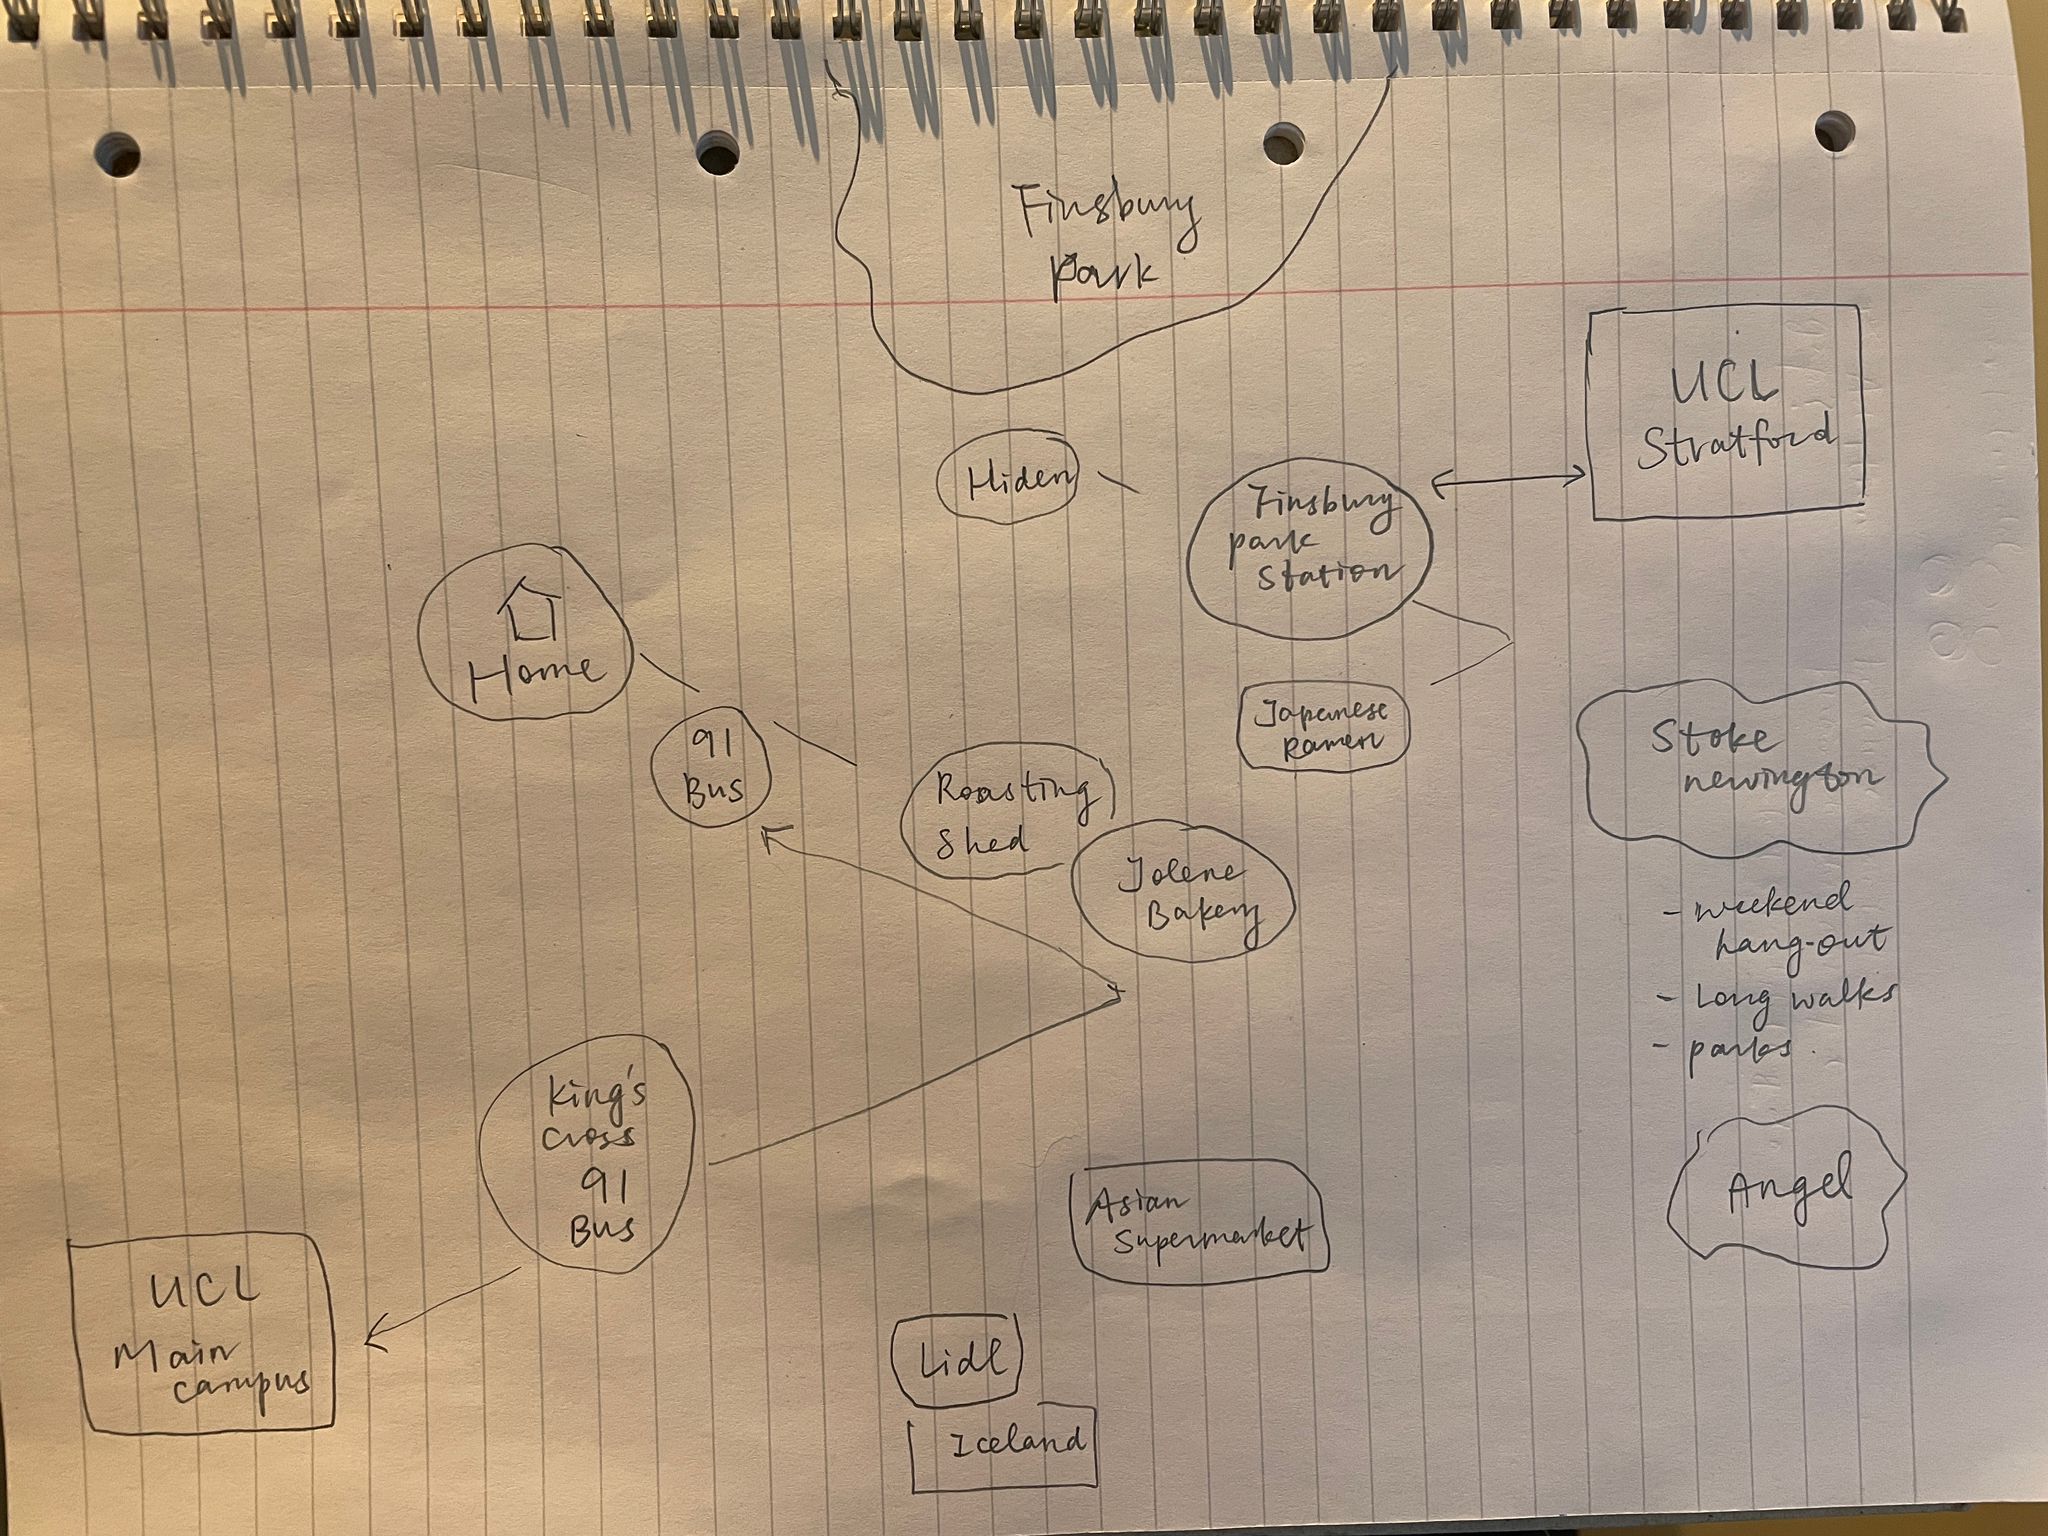 Finsbury
park
UCL
Stratford
Hiden
Finsbury
park
Station
Home
91
Bus
Japanese
Ramen
Stoke
newington
Roasting
Shed
Jolene
Bakery
- weekend
hang-out
- Long walks
- parks.
King's
Cross
91
Bus
Asian
Supermarket
Angel
UCL
Main
campus
Lidl
Iceland